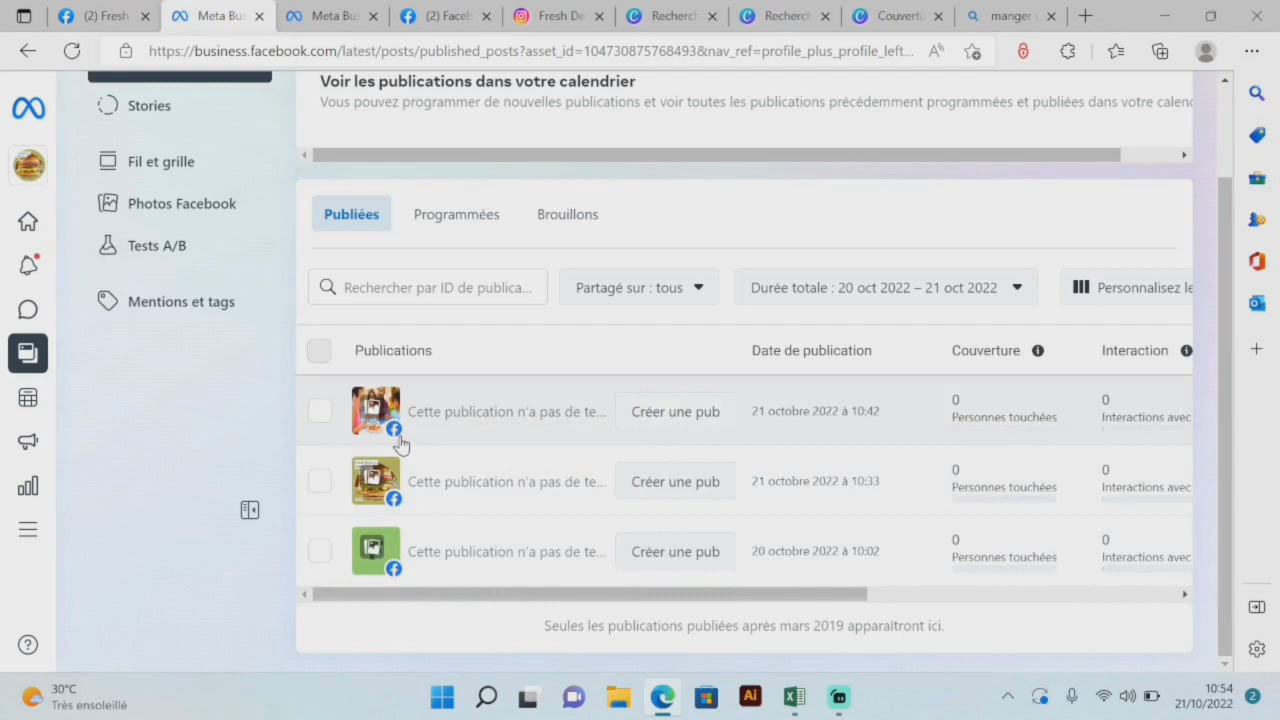 (2) Fresh
Meta Bus
Meta Bus
(2) Faceb
Fresh De
Recherch
Recherch
Couvertu
manger
https://business.facebook.com/latest/posts/published_posts?asset_id=104730875768493&nav_ref=profile_plus_profile_left...
Voir les publications dans votre calendrier
Vous pouvez programmer de nouvelles publications et voir toutes les publications précédemment programmées et publiées dans votre calen
Stories
Fil et grille
Photos Facebook
Tests A/B
Mentions et tags
Publiées
Programmées
Brouillons
Rechercher par ID de publica...
Partagé sur : tous
Durée totale : 20 oct 2022 – 21 oct 2022
Personnalisez le
Publications
Date de publication
Couverture
Interaction
Cette publication n'a pas de te...
Créer une pub
21 octobre 2022 à 10:42
0
Personnes touchées
0
Interactions avec
Cette publication n'a pas de te...
Créer une pub
21 octobre 2022 à 10:33
0
Personnes touchées
0
Interactions avec
Cette publication n'a pas de te...
Créer une pub
20 octobre 2022 à 10:02
0
Personnes touchées
0
Interactions avec
Seules les publications publiées après mars 2019 apparaîtront ici.
30°C
Très ensoleillé
Ai
10:54
21/10/2022
2